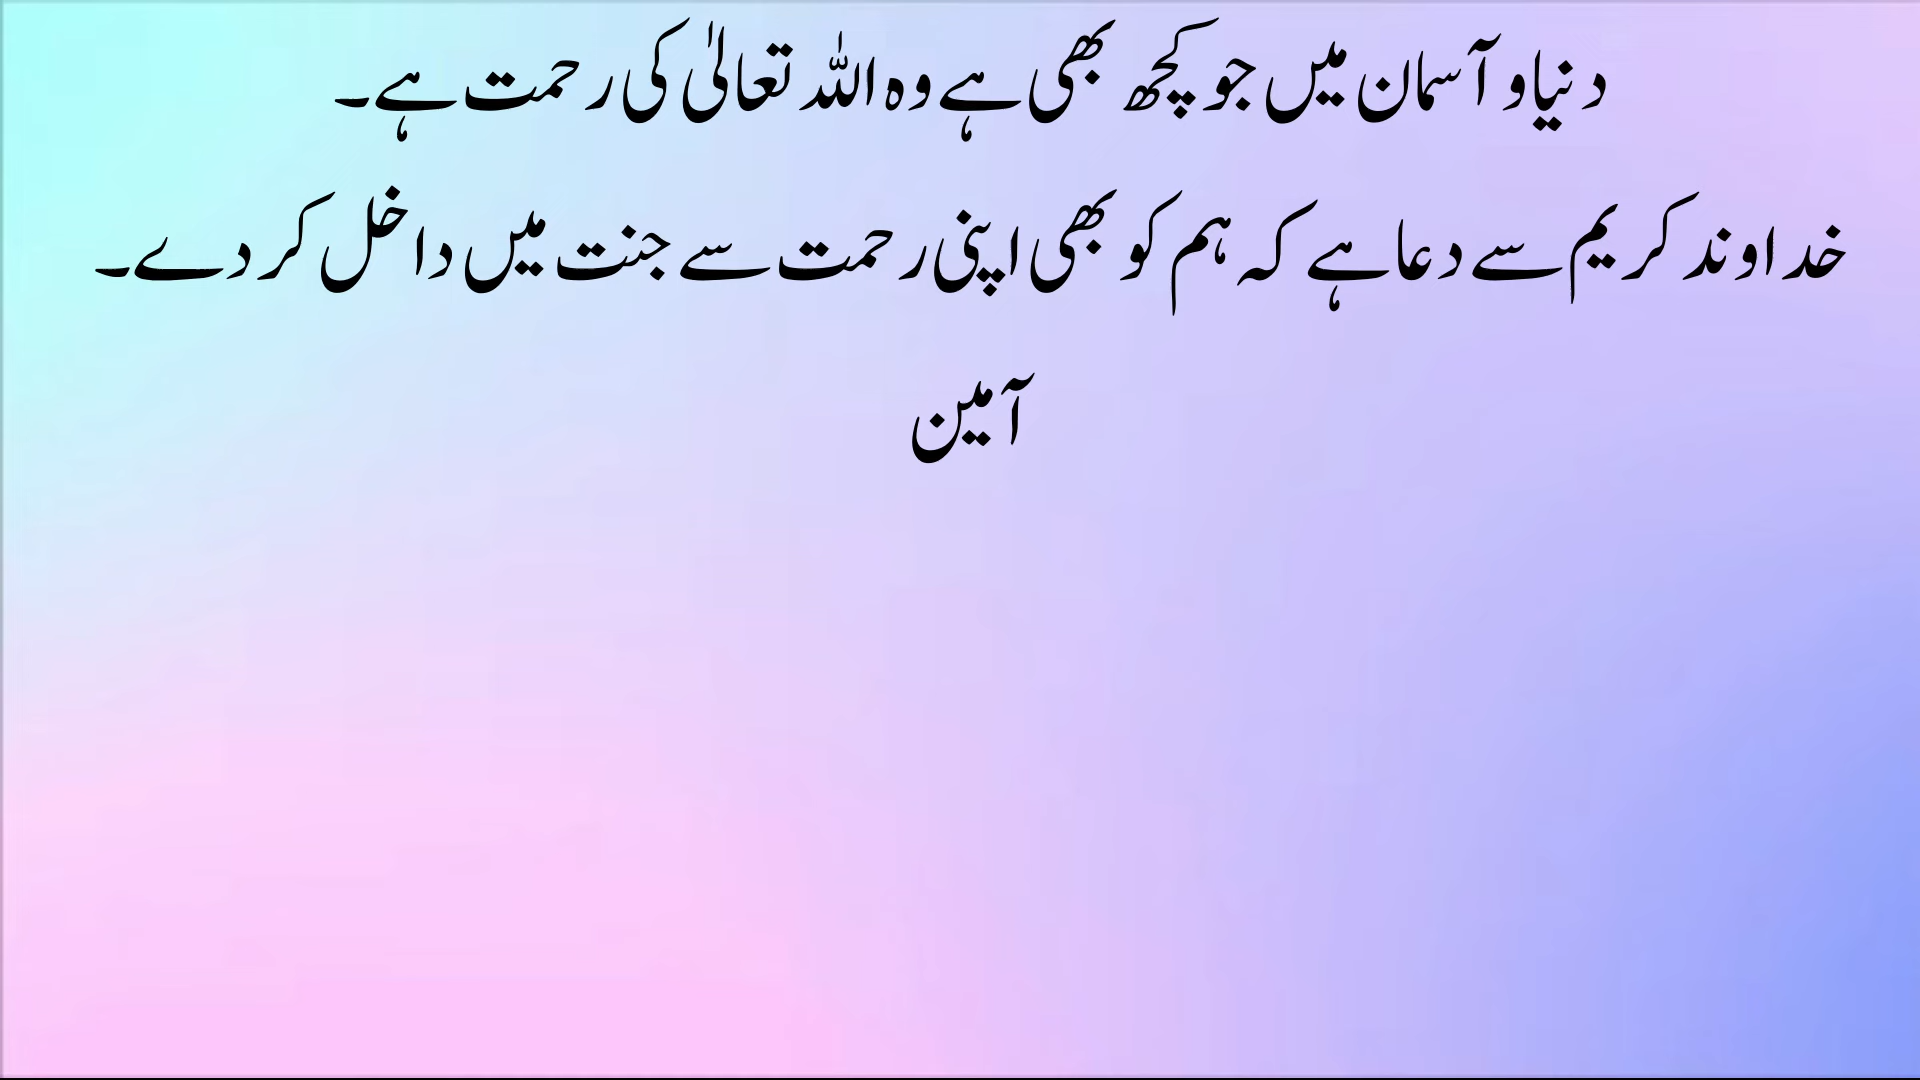 دنیا و آسمان میں جو کچھ بھی ہے وہ اللہ تعالیٰ کی رحمت ہے۔
خداوند کریم سے دعا ہے کہ ہم کو بھی اپنی رحمت سے جنت میں داخل کر دے۔
آمین